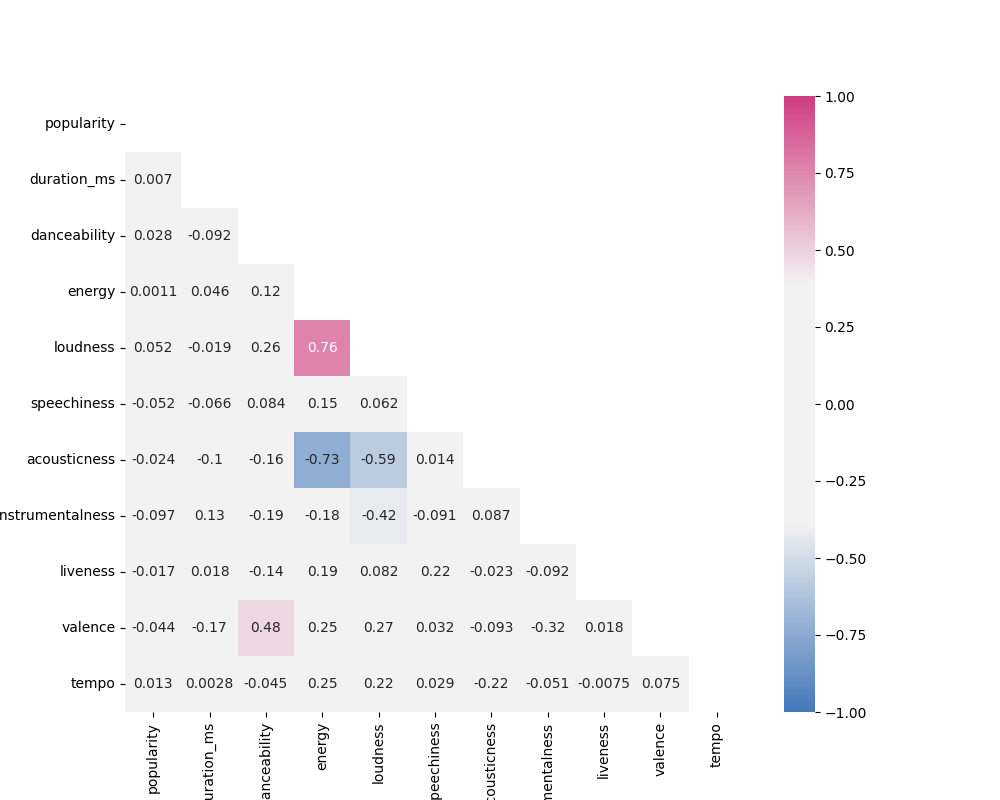 1.00
popularity
0.75
duration_ms 0.007
danceability 0.028 -0.092
0.50
energy 0.0011 0.046 0.12
0.25
loudness 0.052 -0.019 0.26 0.76
speechiness -0.052 -0.066 0.084 0.15 0.062
0.00
acousticness -0.024 -0.1 -0.16 -0.73 -0.59 0.014
−0.25
nstrumentalness -0.097 0.13 -0.19 -0.18 -0.42 -0.091 0.087
−0.50
liveness -0.017 0.018 -0.14 0.19 0.082 0.22 -0.023 -0.092
valence -0.044 -0.17 0.48 0.25 0.27 0.032 -0.093 -0.32 0.018
−0.75
tempo 0.013 0.0028 -0.045 0.25 0.22 0.029 -0.22 -0.051 -0.0075 0.075
−1.00
popularity
uration_ms
anceability
energy
loudness
peechiness
cousticness
mentalness
liveness
valence
tempo